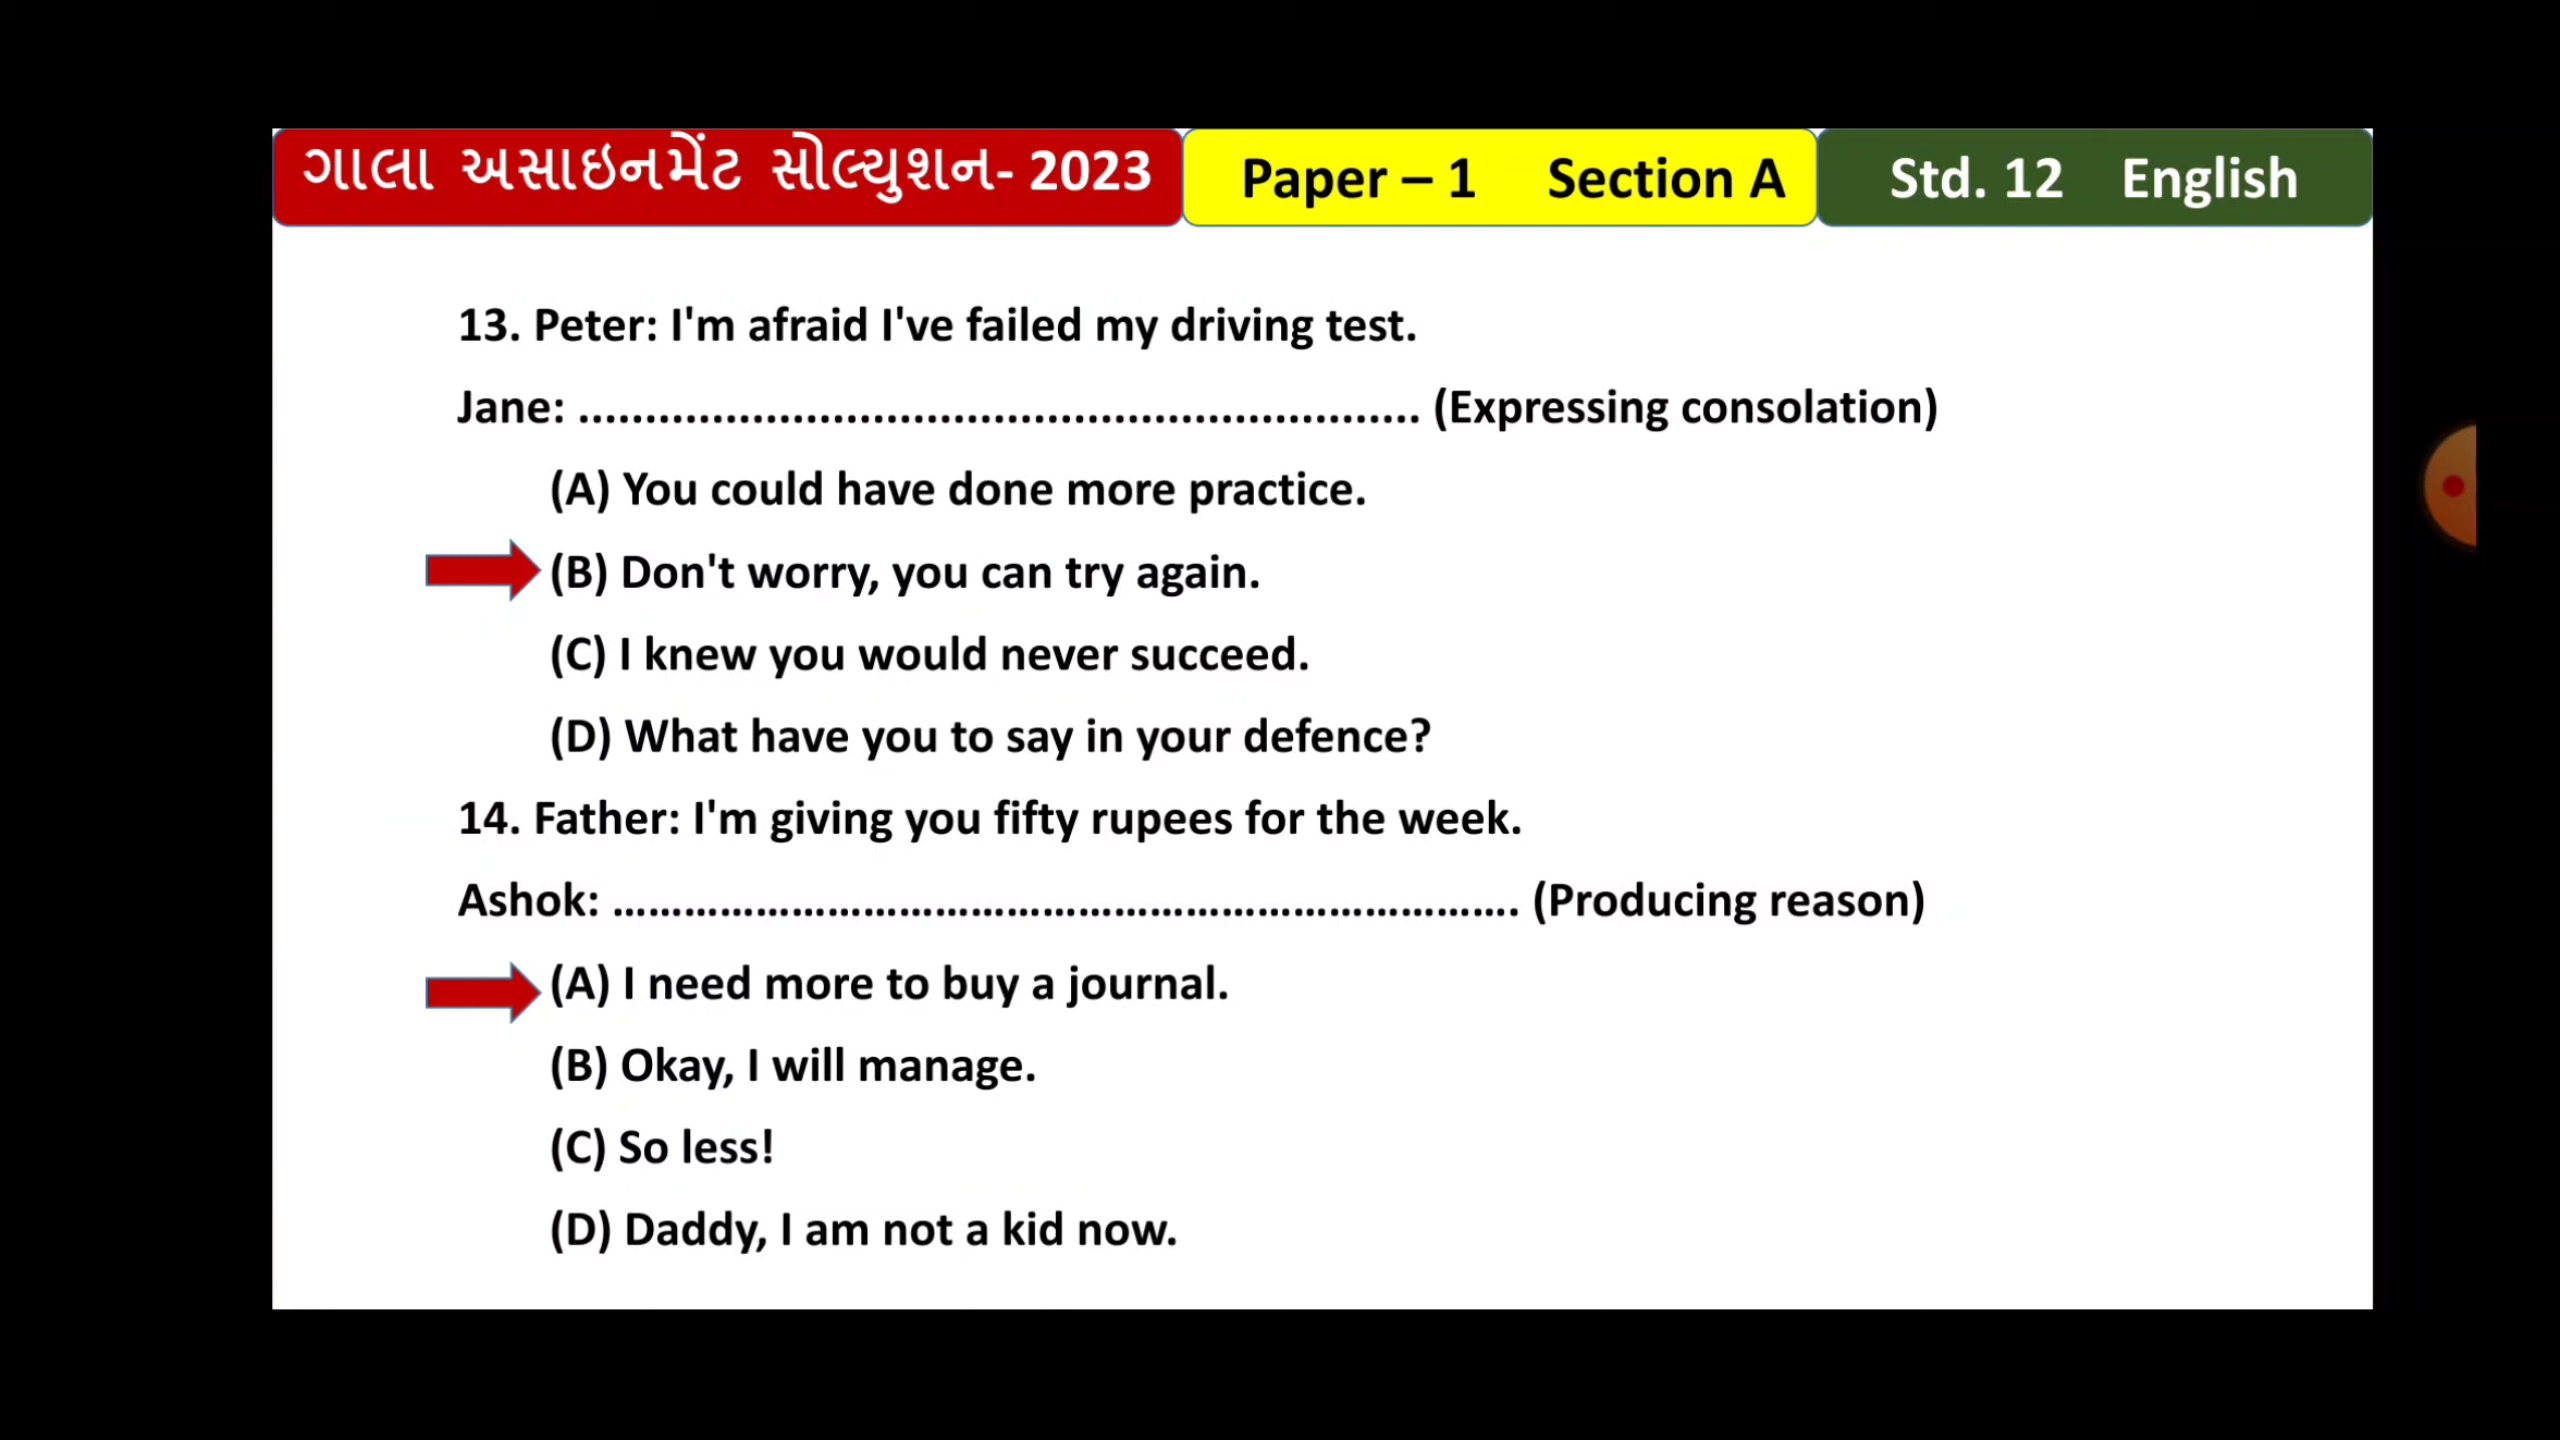 ગાલા અસાઇનમેંટ સોલ્યુશન- 2023 Paper – 1 Section A Std. 12 English
13. Peter: I'm afraid I've failed my driving test.
Jane: ............................................................... (Expressing consolation)
(A) You could have done more practice.
(B) Don't worry, you can try again.
(C) I knew you would never succeed.
(D) What have you to say in your defence?
14. Father: I'm giving you fifty rupees for the week.
Ashok: …………………………………………………………………. (Producing reason)
(A) I need more to buy a journal.
(B) Okay, I will manage.
(C) So less!
(D) Daddy, I am not a kid now.